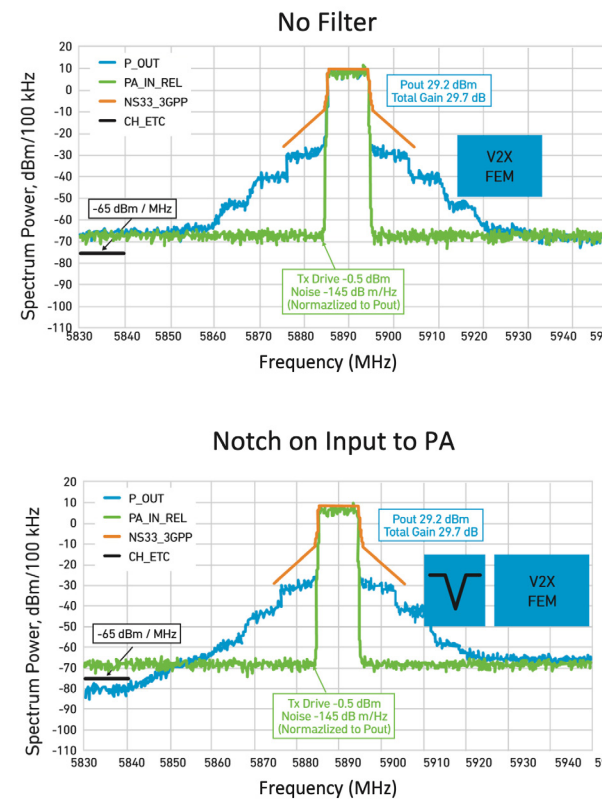 No Filter
20
10
0
-10
-20
-30
-40
-50
-60
-70
-80
-90
-100
-110
Spectrum Power, dBm/100 kHz
P_OUT
PA_IN_REL
NS33_3GPP
CH_ETC
Pout 29.2 dBm
Total Gain 29.7 dB
V2X
FEM
-65 dBm / MHz
Tx Drive -0.5 dBm
Noise -145 dB m/Hz
(Normazlized to Pout)
5830 5840 5850 5860 5870 5880 5890 5900 5910 5920 5930 5940 59
Frequency (MHz)
Notch on Input to PA
20
10
0
-10
-20
-30
-40
-50
-60
-70
-80
-90
-100
-110
Spectrum Power, dBm/100 kHz
P_OUT
PA_IN_REL
NS33_3GPP
CH_ETC
Pout 29.2 dBm
Total Gain 29.7 dB
V2X
FEM
-65 dBm / MHz
Tx Drive -0.5 dBm
Noise -145 dB m/Hz
(Normazlized to Pout)
5830 5840 5850 5860 5870 5880 5890 5900 5910 5920 5930 5940 59
Frequency (MHz)